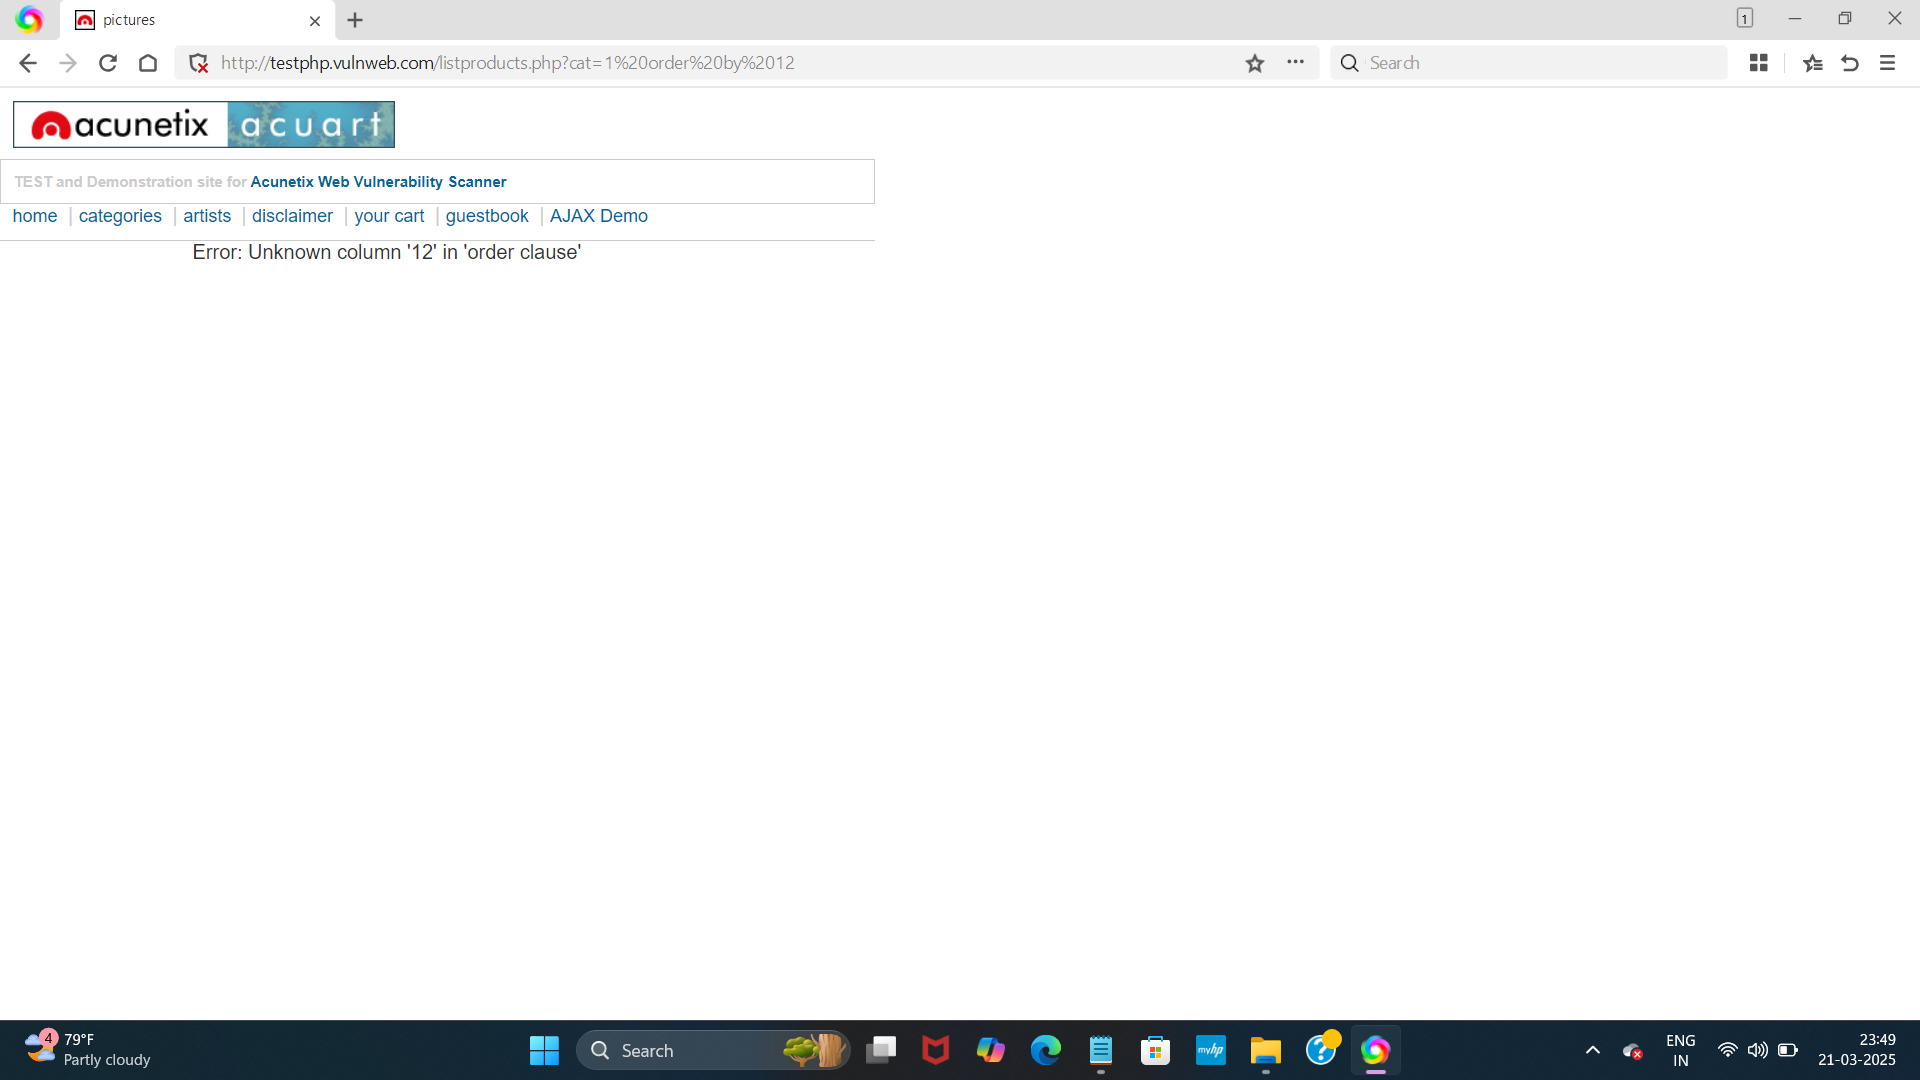 pictures
1
http://testphp.vulnweb.com/listproducts.php?cat=1%20order%20by%2012
Search
acunetix acuart
TEST and Demonstration site for Acunetix Web Vulnerability Scanner
home categories artists disclaimer your cart guestbook AJAX Demo
Error: Unknown column '12' in 'order clause'
4
79°F
Partly cloudy
Search
myhp
ENG
IN
23:49
21-03-2025